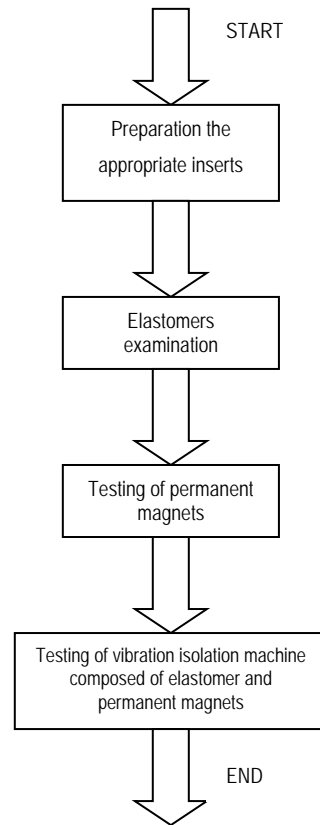 START
Preparation the
appropriate inserts
Elastomers
examination
Testing of permanent
magnets
Testing of vibration isolation machine
composed of elastomer and
permanent magnets
END